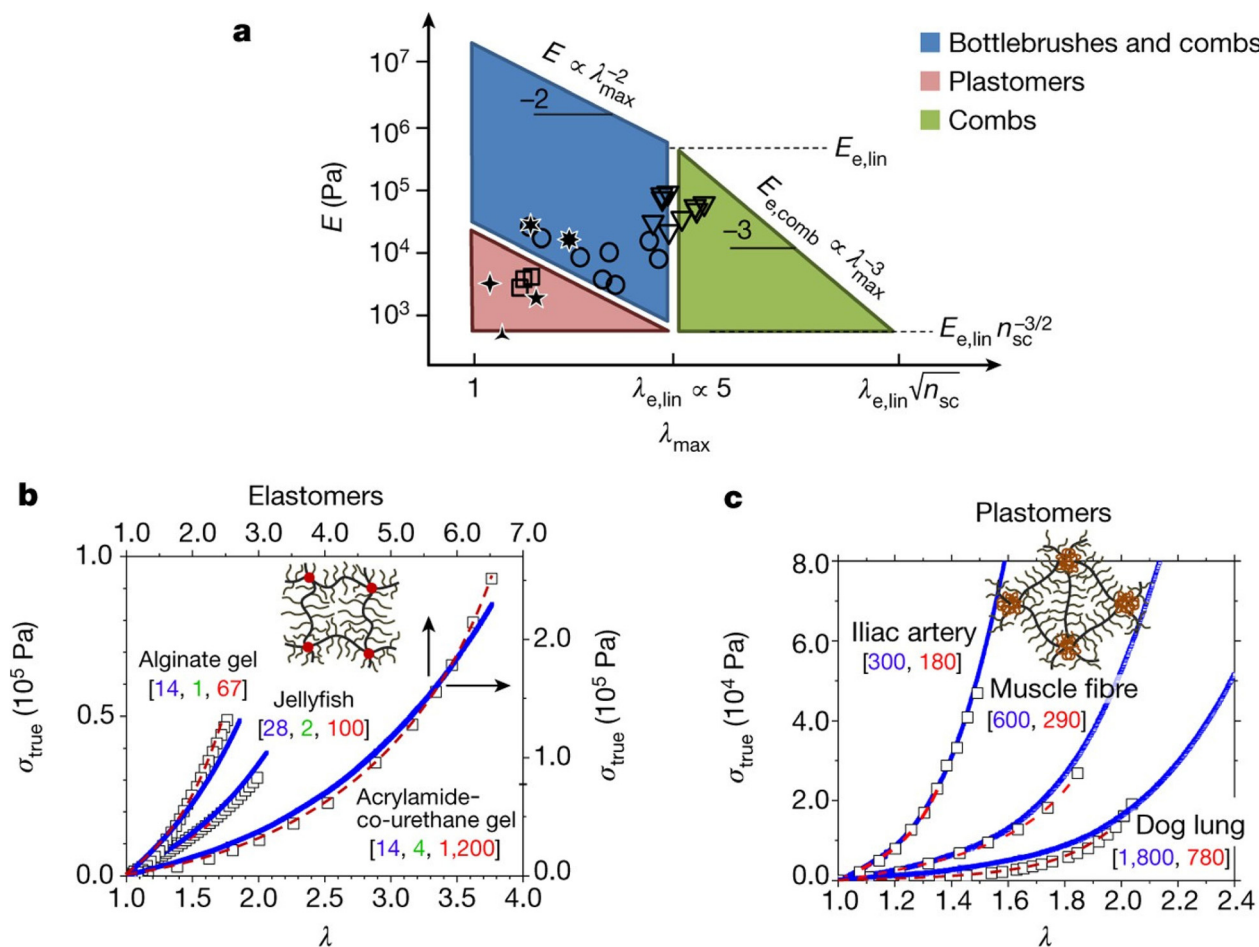 a
Bottlebrushes and combs
Plastomers
Combs
E (Pa)
10⁷
10⁶
10⁵
10⁴
10³
E ∝ λmax⁻²
−2
Ee,lin
Ee,comb ∝ λmax⁻³
−3
Ee,lin nsc⁻³/²
1
λe,lin ∝ 5
λe,lin√nsc
λmax
b
Elastomers
1.0 2.0 3.0 4.0 5.0 6.0 7.0
1.0
0.5
0.0
σtrue (10⁵ Pa)
Alginate gel
[14, 1, 67]
Jellyfish
[28, 2, 100]
Acrylamide–
co-urethane gel
[14, 4, 1,200]
2.0
1.0
0.0
σtrue (10⁵ Pa)
1.0 1.5 2.0 2.5 3.0 3.5 4.0
λ
c
Plastomers
8.0
6.0
4.0
2.0
0.0
σtrue (10⁴ Pa)
Iliac artery
[300, 180]
Muscle fibre
[600, 290]
Dog lung
[1,800, 780]
1.0 1.2 1.4 1.6 1.8 2.0 2.2 2.4
λ